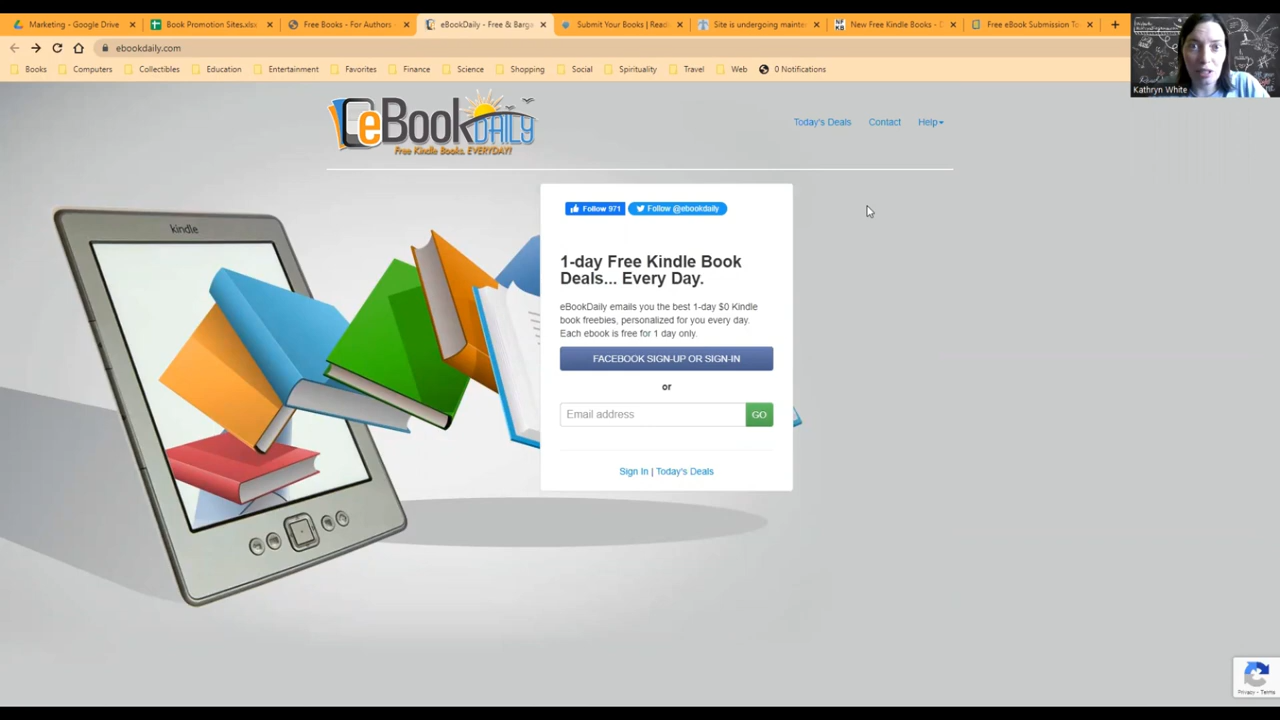 Marketing - Google Drive
Book Promotion Sites.xlsx
Free Books - For Authors
eBookDaily - Free & Barga
Submit Your Books | Readi
Site is undergoing mainte
New Free Kindle Books - D
Free eBook Submission To
ebookdaily.com
Books
Computers
Collectibles
Education
Entertainment
Favorites
Finance
Science
Shopping
Social
Spirituality
Travel
Web
0 Notifications
Kathryn White
eBook DAILY
Free Kindle Books. EVERYDAY!
Today's Deals
Contact
Help
kindle
Follow 971
Follow @ebookdaily
1-day Free Kindle Book
Deals... Every Day.
eBookDaily emails you the best 1-day $0 Kindle
book freebies, personalized for you every day.
Each ebook is free for 1 day only.
FACEBOOK SIGN-UP OR SIGN-IN
or
Email address
GO
Sign In | Today's Deals
Privacy - Terms